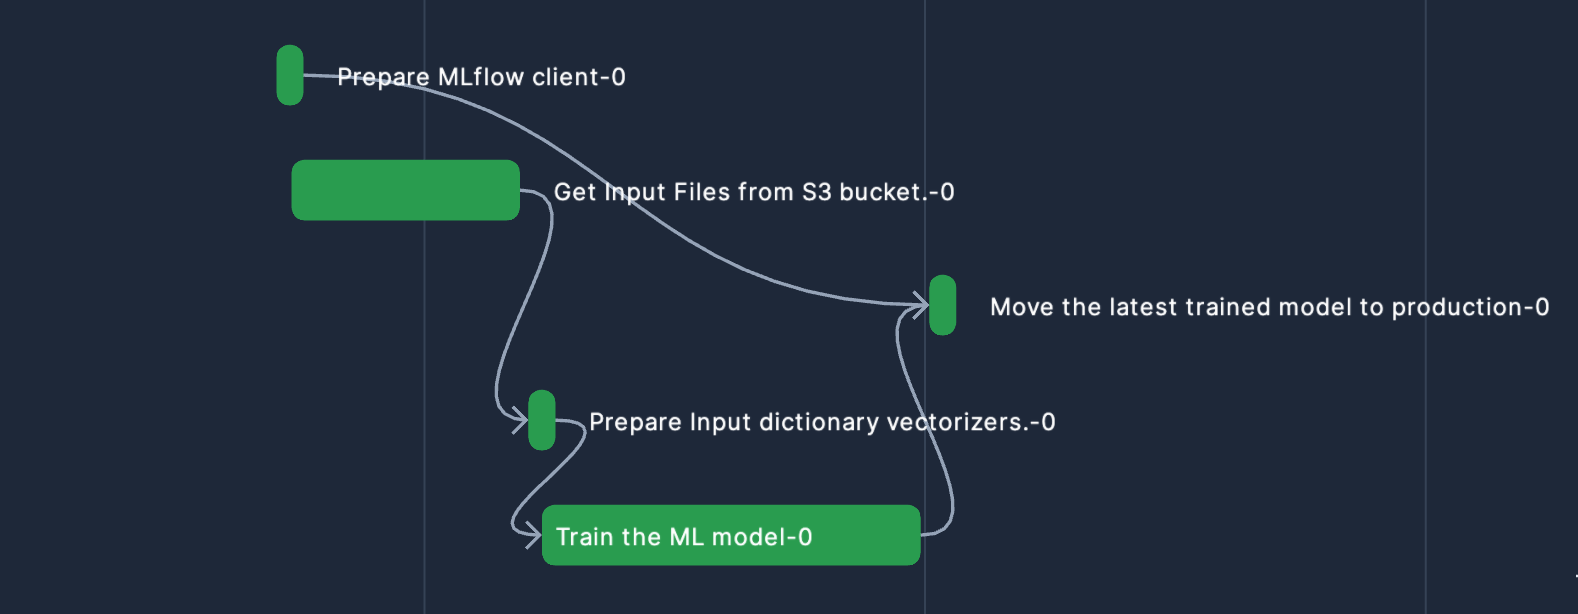 Prepare MLflow client-0
Get Input Files from S3 bucket.-0
Move the latest trained model to production-0
Prepare Input dictionary vectorizers.-0
Train the ML model-0